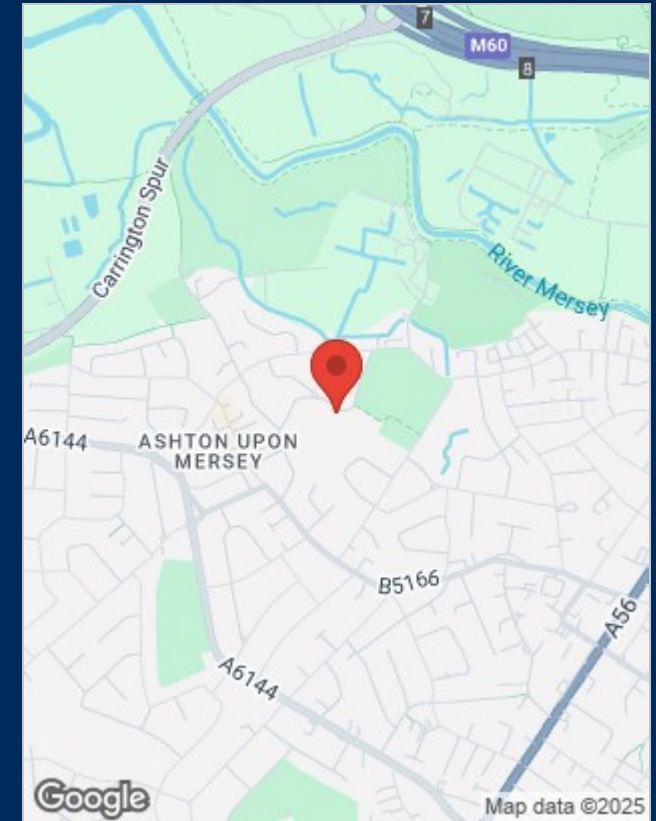 7
M60
8
Carrington Spur
River Mersey
A6144
ASHTON UPON
MERSEY
B5166
A56
A6144
Google
Map data ©2025